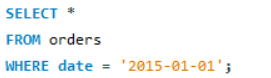 SELECT *
FROM orders
WHERE date = '2015-01-01';